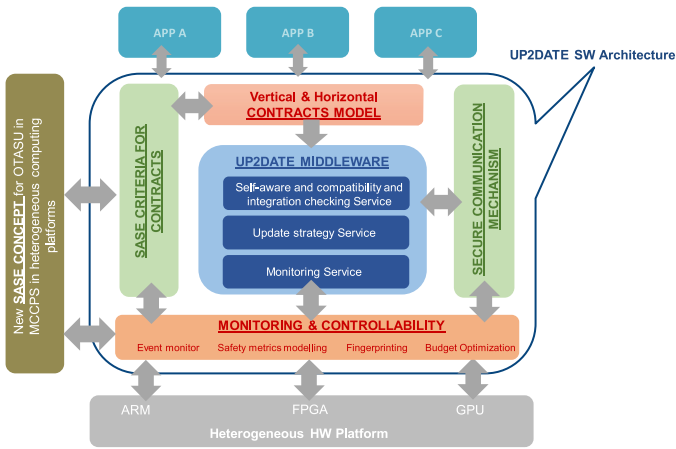 APP A
APP B
APP C
UP2DATE SW Architecture
New SASE CONCEPT for OTASU in
MCCPS in heterogeneous computing
platforms
SASE CRITERIA FOR
CONTRACTS
Vertical & Horizontal
CONTRACTS MODEL
UP2DATE MIDDLEWARE
Self-aware and compatibility and
integration checking Service
Update strategy Service
Monitoring Service
SECURE COMMUNICATION
MECHANISM
MONITORING & CONTROLLABILITY
Event monitor Safety metrics modelling Fingerprinting Budget Optimization
ARM FPGA GPU
Heterogeneous HW Platform